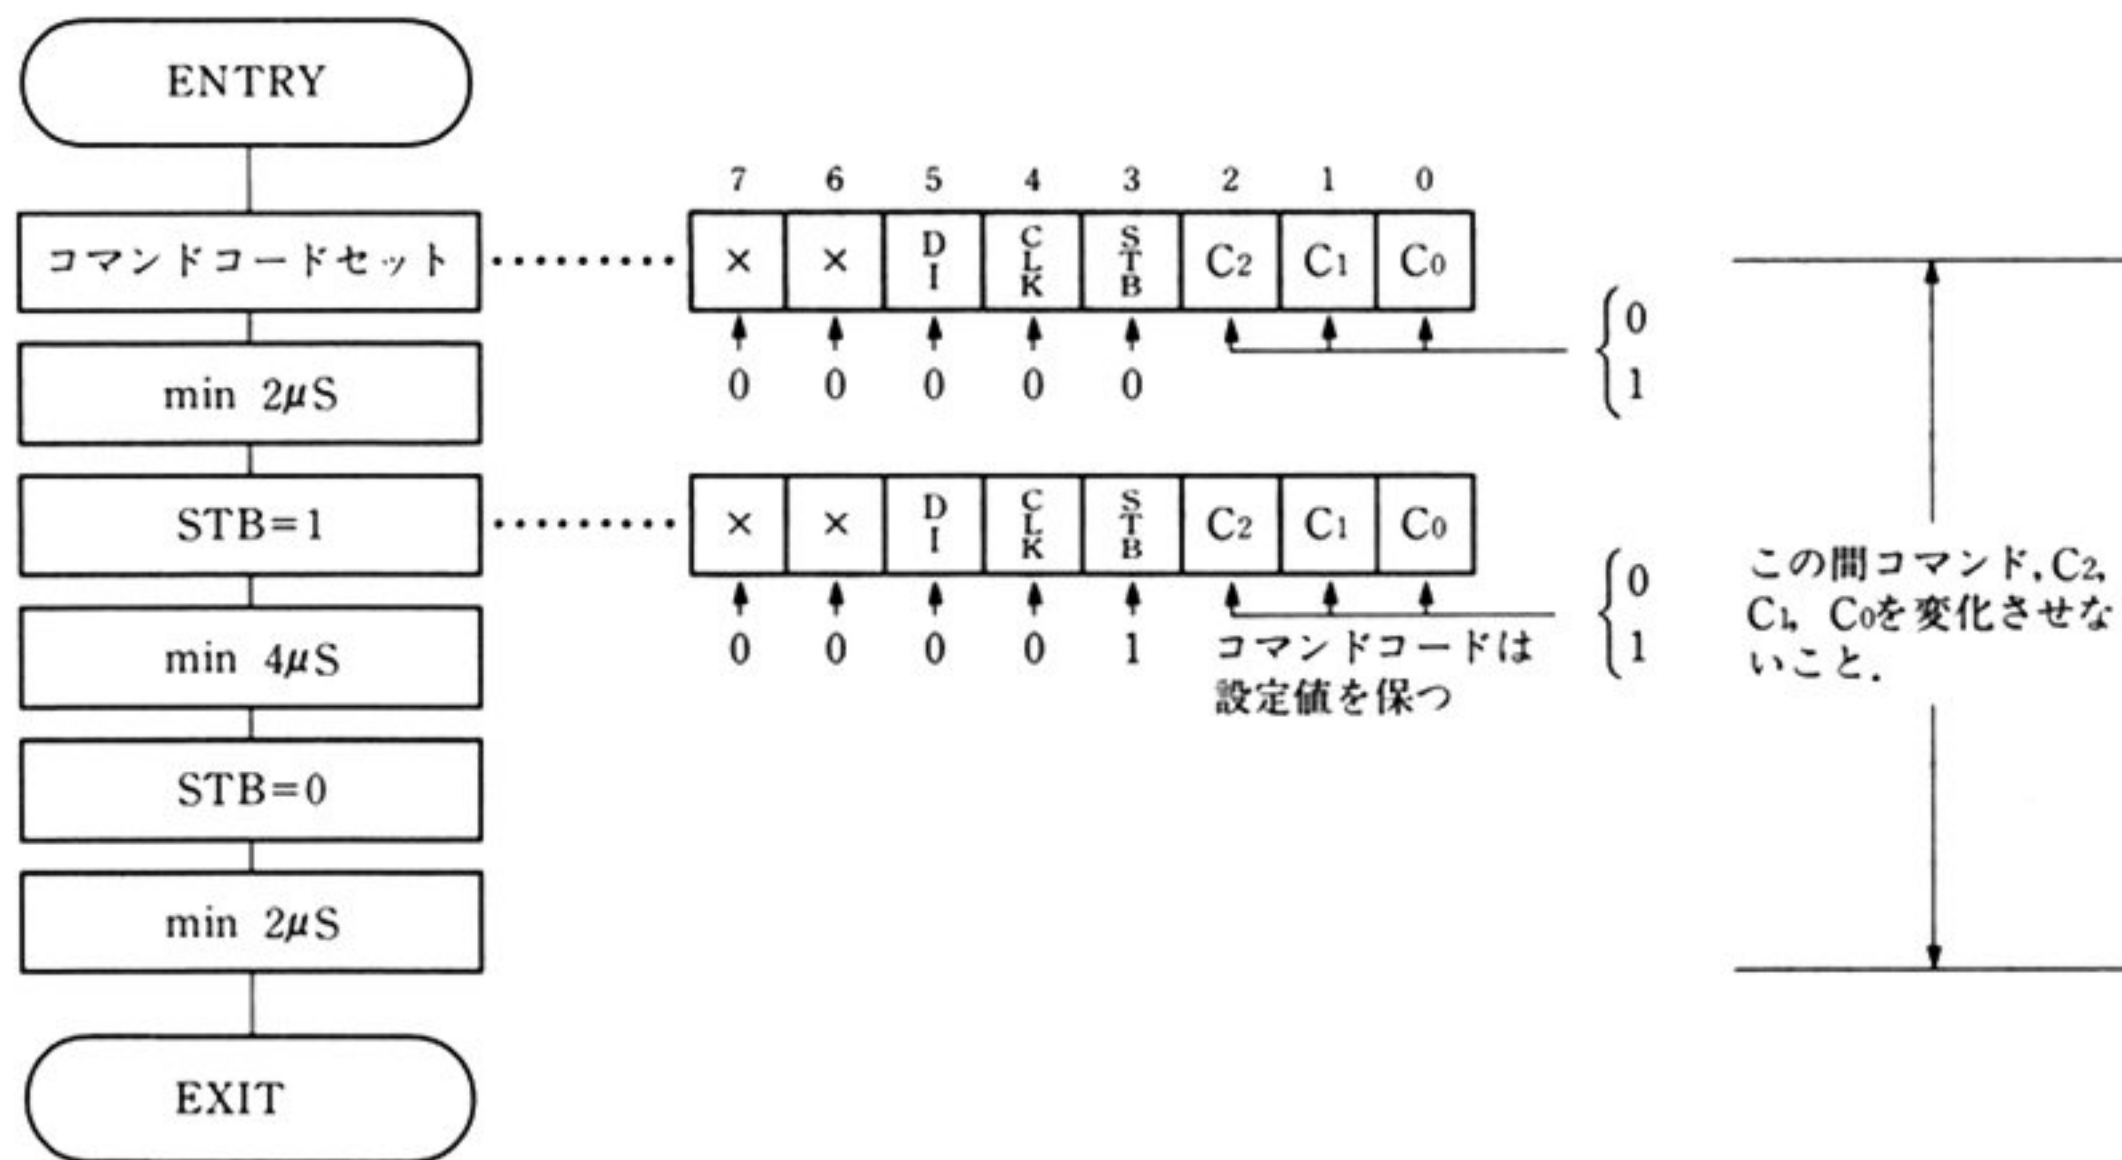 ENTRY
コマンドコードセット
min 2μS
STB=1
min 4μS
STB=0
min 2μS
EXIT
7 6 5 4 3 2 1 0
× × DI CLK STB C2 C1 C0
0 0 0 0 0
0
1
× × DI CLK STB C2 C1 C0
0 0 0 0 1
コマンドコードは
設定値を保つ
0
1
この間コマンド,C2,
C1, C0を変化させな
いこと.